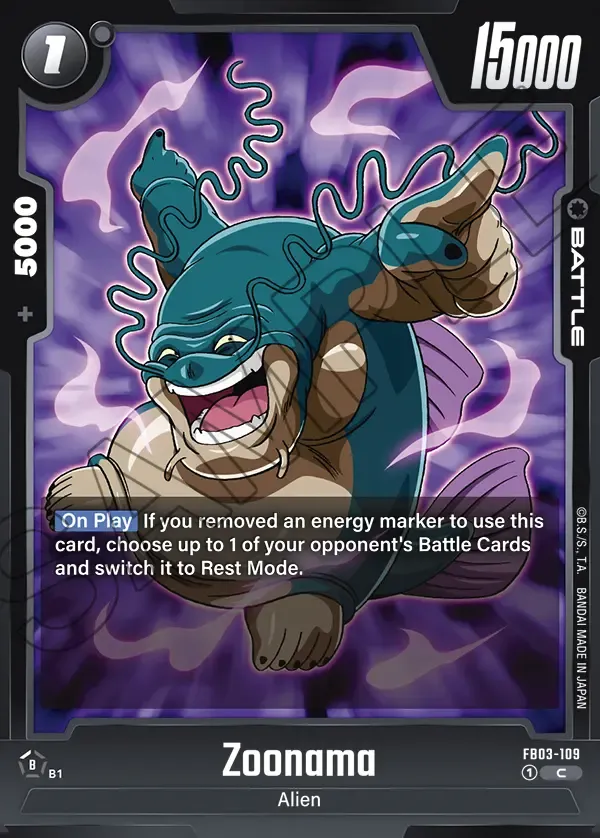 1
15000
+ 5000
BATTLE
SAMPLE
On Play If you removed an energy marker to use this
card, choose up to 1 of your opponent's Battle Cards
and switch it to Rest Mode.
©B.S./S., T.A. BANDAI MADE IN JAPAN
B B1
Zoonama
FB03-109
1 C
Alien